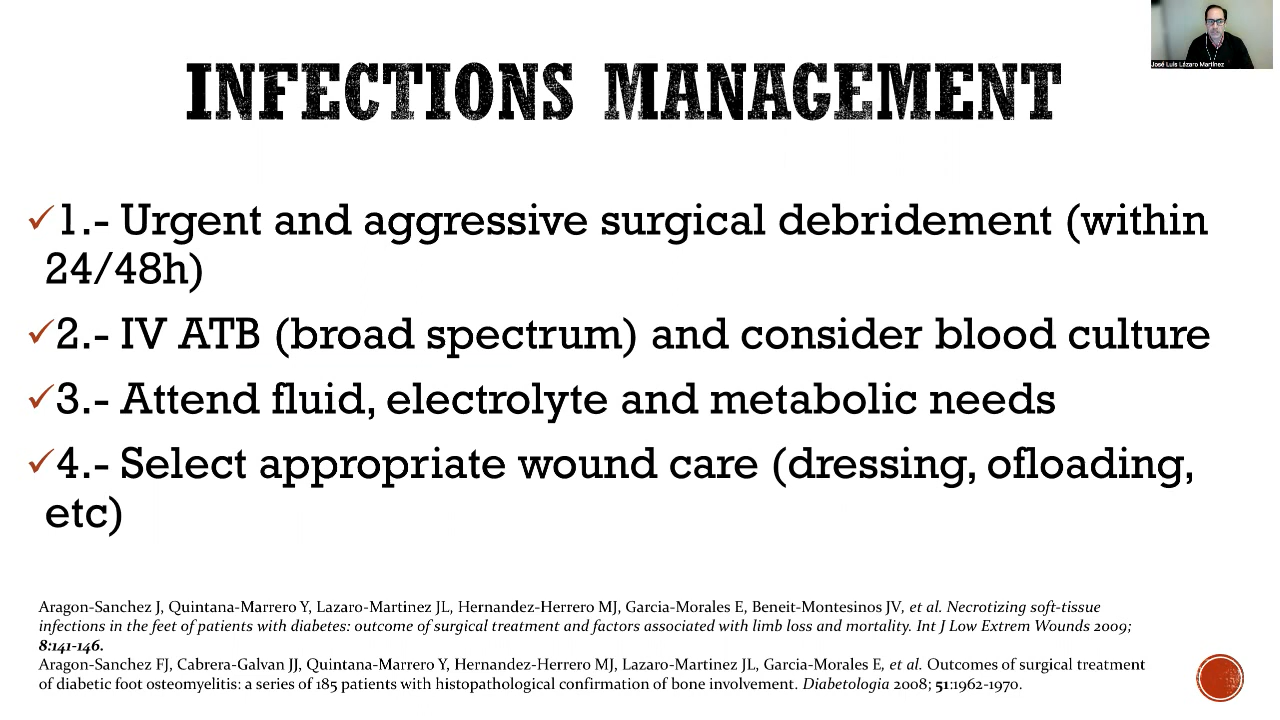 José Luis Lázaro Martínez
INFECTIONS MANAGEMENT
✓1.- Urgent and aggressive surgical debridement (within
24/48h)
✓2.- IV ATB (broad spectrum) and consider blood culture
✓3.- Attend fluid, electrolyte and metabolic needs
✓4.- Select appropriate wound care (dressing, ofloading,
etc)
Aragon-Sanchez J, Quintana-Marrero Y, Lazaro-Martinez JL, Hernandez-Herrero MJ, Garcia-Morales E, Beneit-Montesinos JV, et al. Necrotizing soft-tissue
infections in the feet of patients with diabetes: outcome of surgical treatment and factors associated with limb loss and mortality. Int J Low Extrem Wounds 2009;
8:141-146.
Aragon-Sanchez FJ, Cabrera-Galvan JJ, Quintana-Marrero Y, Hernandez-Herrero MJ, Lazaro-Martinez JL, Garcia-Morales E, et al. Outcomes of surgical treatment
of diabetic foot osteomyelitis: a series of 185 patients with histopathological confirmation of bone involvement. Diabetologia 2008; 51:1962-1970.